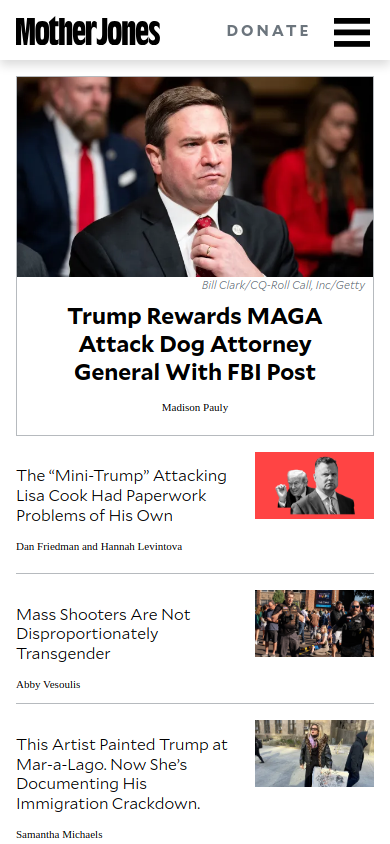 Mother Jones
DONATE
Bill Clark/CQ-Roll Call, Inc/Getty
Trump Rewards MAGA
Attack Dog Attorney
General With FBI Post
Madison Pauly
The “Mini-Trump” Attacking
Lisa Cook Had Paperwork
Problems of His Own
Dan Friedman and Hannah Levintova
Mass Shooters Are Not
Disproportionately
Transgender
Abby Vesoulis
This Artist Painted Trump at
Mar-a-Lago. Now She’s
Documenting His
Immigration Crackdown.
Samantha Michaels